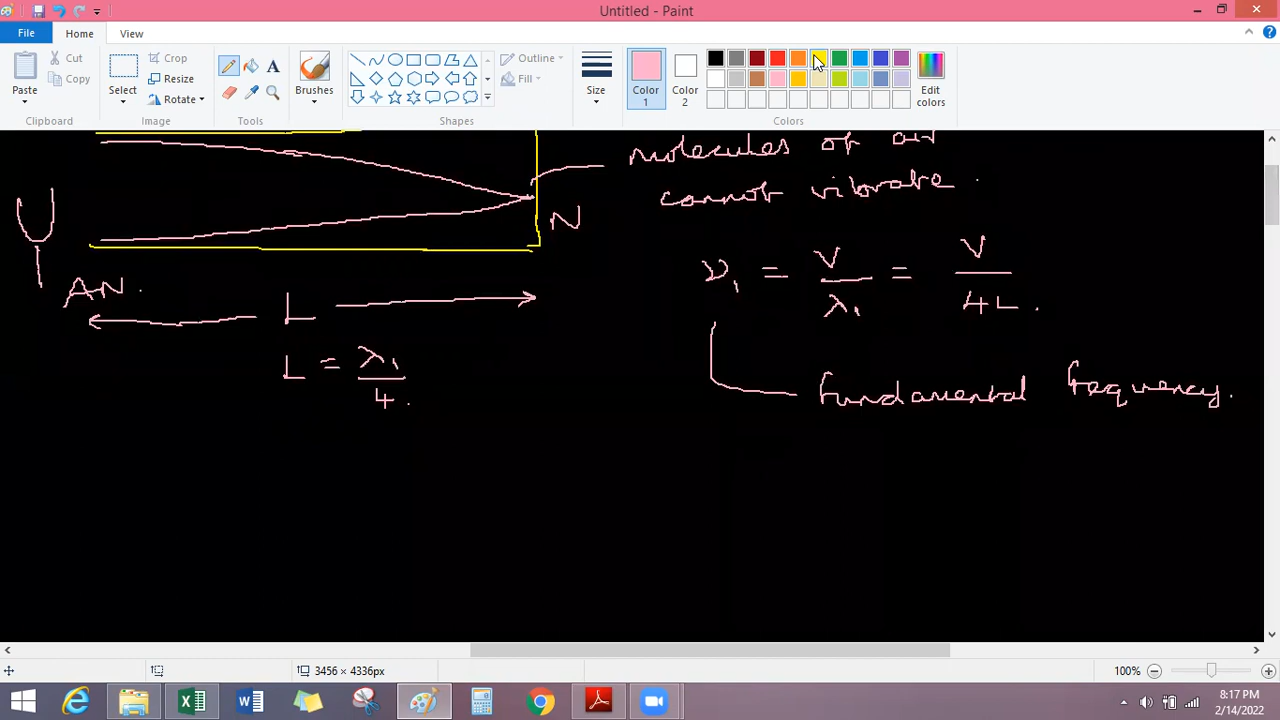 Untitled - Paint
File
Home
View
Paste
Cut
Copy
Clipboard
Select
Crop
Resize
Rotate
Image
Tools
Brushes
Outline
Fill
Shapes
Size
Color 1
Color 2
Edit colors
Colors
molecules of air
cannot vibrate.
N
AN.
L
L = λ₁/4.
ν₁ = V/λ₁ = V/4L.
fundamental frequency.
3456 × 4336px
100%
8:17 PM
2/14/2022